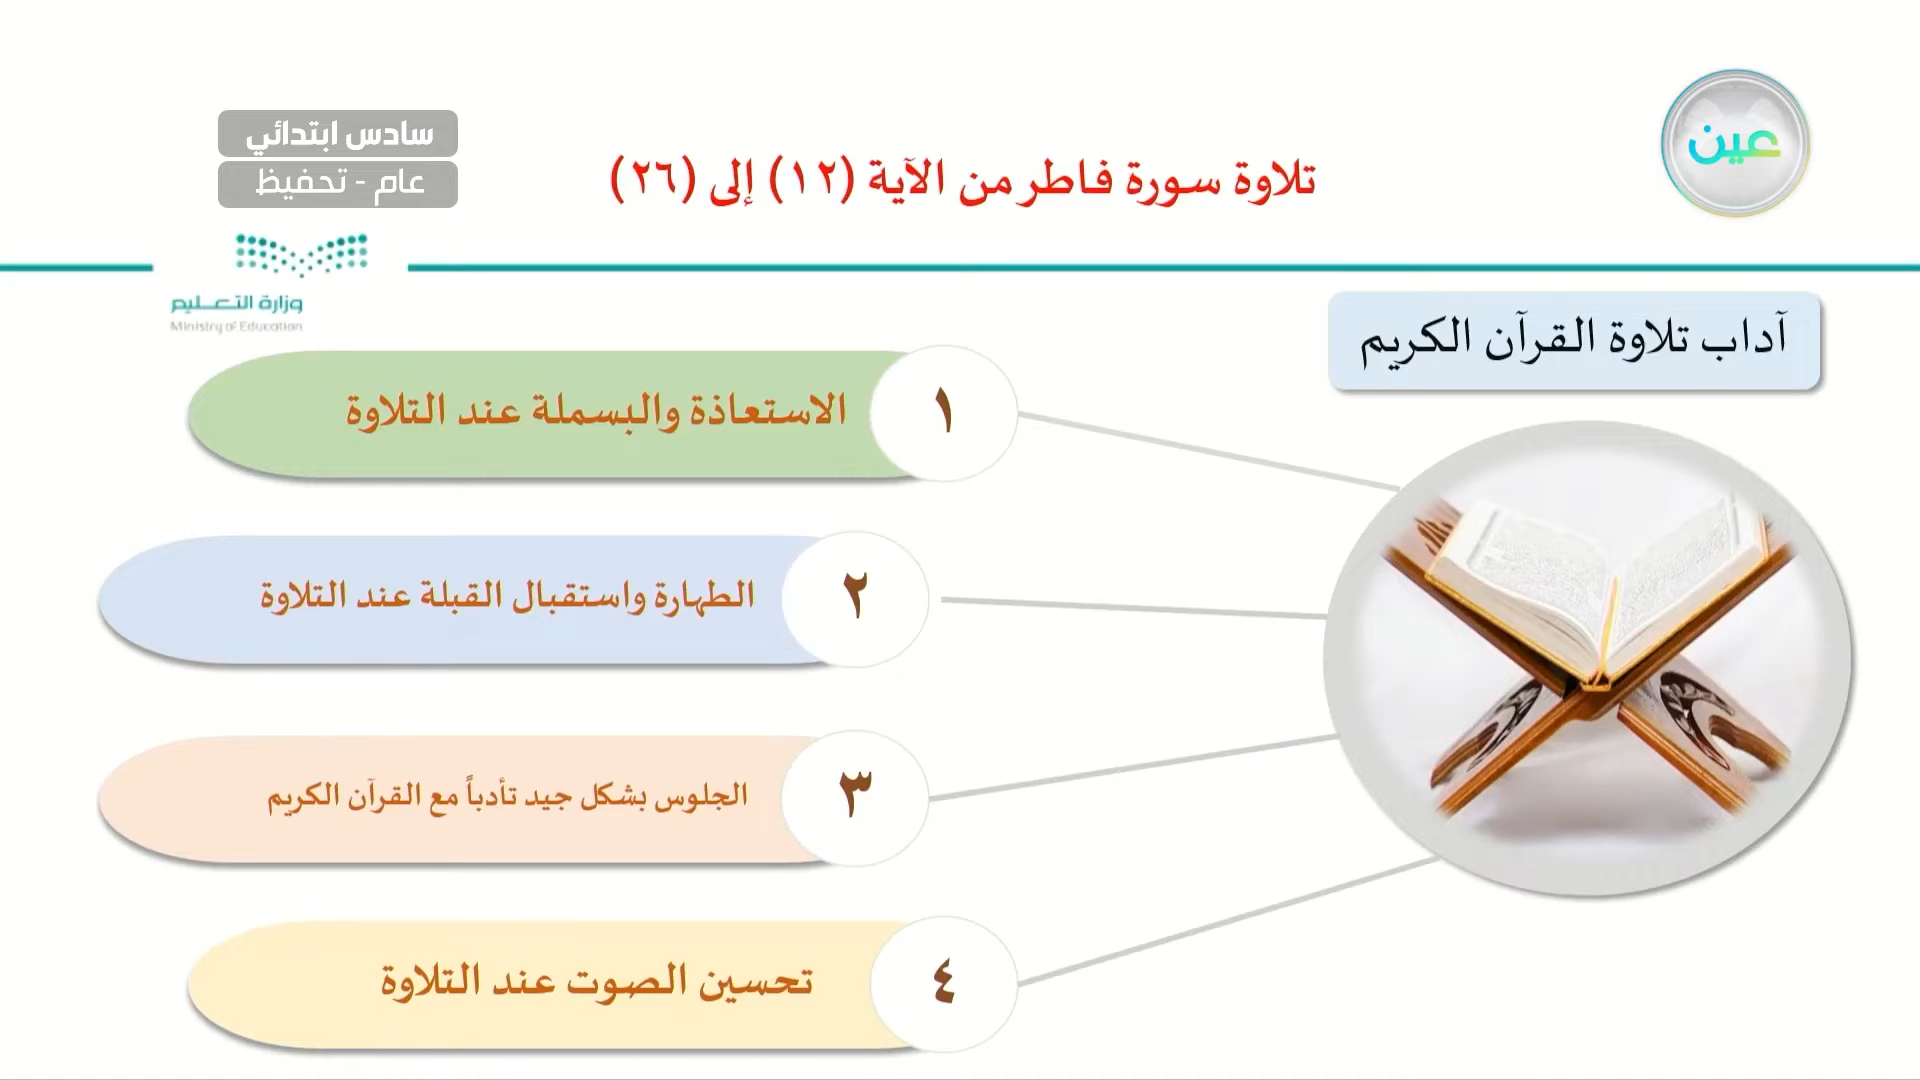 عين
سادس ابتدائي
عام - تحفيظ
تلاوة سورة فاطر من الآية (١٢) إلى (٢٦)
وزارة التعليم
Ministry of Education
آداب تلاوة القرآن الكريم
١
الاستعاذة والبسملة عند التلاوة
٢
الطهارة واستقبال القبلة عند التلاوة
٣
الجلوس بشكل جيد تأدباً مع القرآن الكريم
٤
تحسين الصوت عند التلاوة